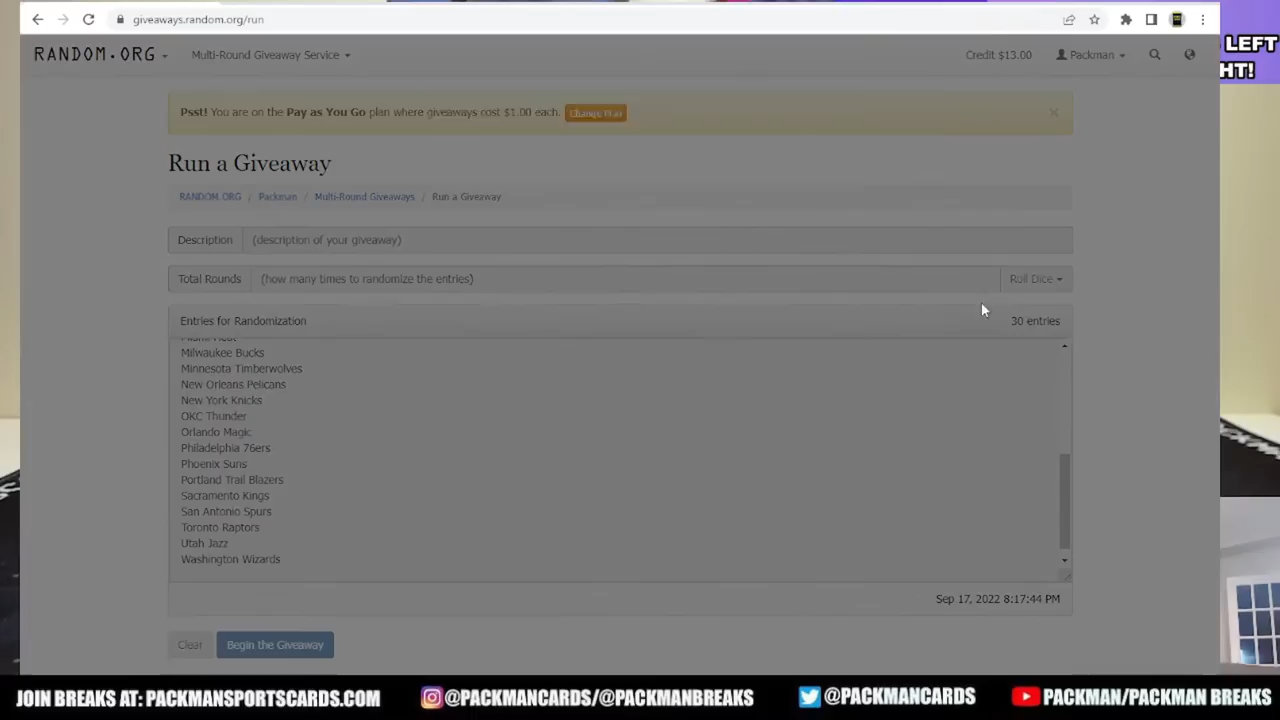 giveaways.random.org/run
RANDOM.ORG Multi-Round Giveaway Service Credit $13.00 Packman
LEFT
HT!
Psst! You are on the Pay as You Go plan where giveaways cost $1.00 each. Change Plan
Run a Giveaway
RANDOM.ORG / Packman / Multi-Round Giveaways / Run a Giveaway
Description (description of your giveaway)
Total Rounds (how many times to randomize the entries) Roll Dice
Entries for Randomization 30 entries
Miami Heat
Milwaukee Bucks
Minnesota Timberwolves
New Orleans Pelicans
New York Knicks
OKC Thunder
Orlando Magic
Philadelphia 76ers
Phoenix Suns
Portland Trail Blazers
Sacramento Kings
San Antonio Spurs
Toronto Raptors
Utah Jazz
Washington Wizards
Sep 17, 2022 8:17:44 PM
Clear Begin the Giveaway
JOIN BREAKS AT: PACKMANSPORTSCARDS.COM @PACKMANCARDS/@PACKMANBREAKS @PACKMANCARDS PACKMAN/PACKMAN BREAKS